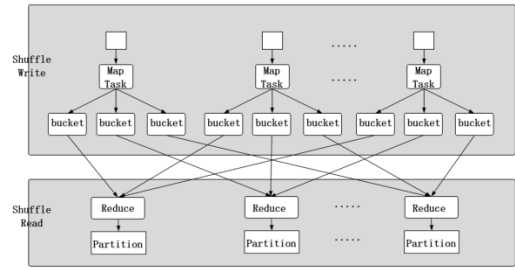 .....
Shuffle
Write
Map
Task
Map
Task
.....
Map
Task
bucket
bucket
bucket
bucket
bucket
bucket
bucket
bucket
bucket
Shuffle
Read
Reduce
Reduce
.....
Reduce
Partition
Partition
.....
Partition